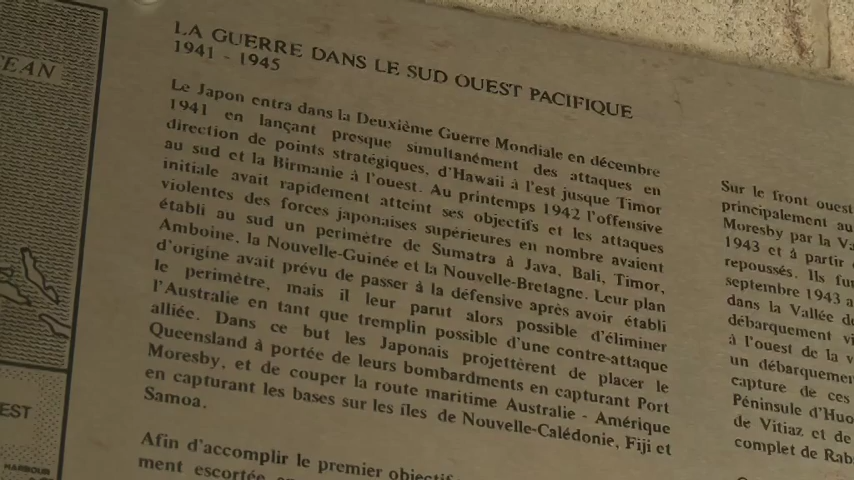 LA GUERRE DANS LE SUD OUEST PACIFIQUE
1941 - 1945
Le Japon entra dans la Deuxième Guerre Mondiale en décembre
1941 en lançant presque simultanément des attaques en
direction de points stratégiques, d'Hawaii à l'est jusque Timor
au sud et la Birmanie à l'ouest. Au printemps 1942 l'offensive
initiale avait rapidement atteint ses objectifs et les attaques
violentes des forces japonaises supérieures en nombre avaient
établi au sud un perimètre de Sumatra à Java, Bali, Timor,
Amboine, la Nouvelle-Guinée et la Nouvelle-Bretagne. Leur plan
d'origine avait prévu de passer à la défensive après avoir établi
le perimètre, mais il leur parut alors possible d'éliminer
l'Australie en tant que tremplin possible d'une contre-attaque
alliée. Dans ce but les Japonais projettèrent de placer le
Queensland à portée de leurs bombardments en capturant Port
Moresby, et de couper la route maritime Australie - Amérique
en capturant les bases sur les îles de Nouvelle-Calédonie, Fiji et
Samoa.
Afin d'accomplir le premier objectif
ment escortée
Sur le front ouest
principalement au
Moresby par la
1943 et à partir
repoussés. Ils
septembre 1943 a
dans la Vallée
débarquement
à l'ouest de la
un débarquement
capture de ces
Péninsule
de Vitiaz et de
complet de
EAN
EST
HARBOUR